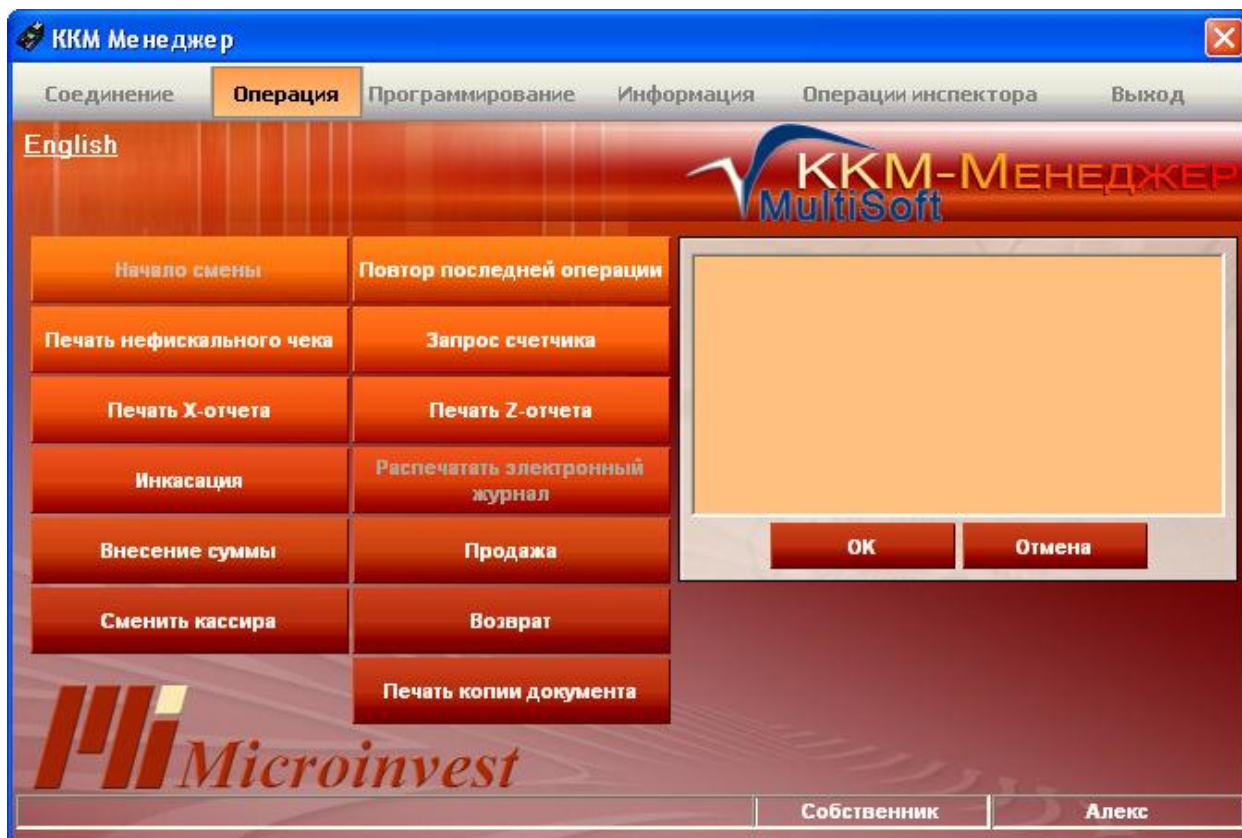 ККМ Менеджер
Соединение Операция Программирование Информация Операции инспектора Выход
English
ККМ-МЕНЕДЖЕР
MultiSoft
Начало смены Повтор последней операции
Печать нефискального чека Запрос счетчика
Печать X-отчета Печать Z-отчета
Инкасация Распечатать электронный
журнал
Внесение суммы Продажа
OK Отмена
Сменить кассира Возврат
Печать копии документа
Mi Microinvest
Собственник Алекс